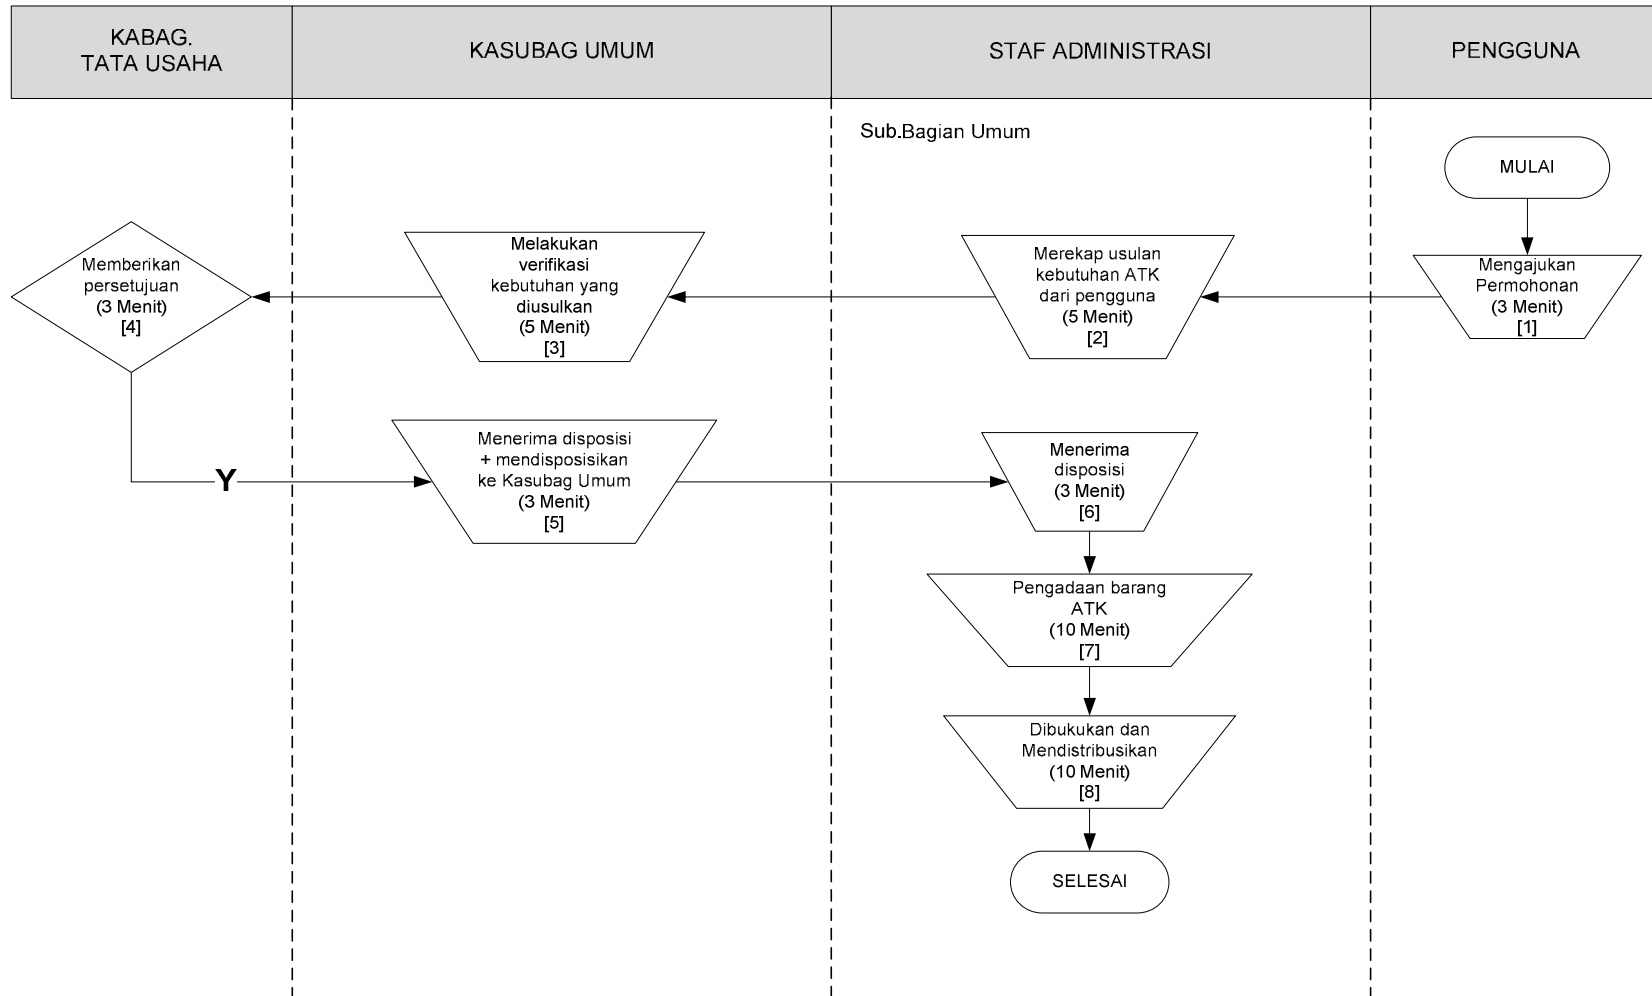 KABAG.
TATA USAHA
KASUBAG UMUM
STAF ADMINISTRASI
PENGGUNA
Sub.Bagian Umum
MULAI
Mengajukan
Permohonan
(3 Menit)
[1]
Merekap usulan
kebutuhan ATK
dari pengguna
(5 Menit)
[2]
Melakukan
verifikasi
kebutuhan yang
diusulkan
(5 Menit)
[3]
Memberikan
persetujuan
(3 Menit)
[4]
Y
Menerima disposisi
+ mendisposisikan
ke Kasubag Umum
(3 Menit)
[5]
Menerima
disposisi
(3 Menit)
[6]
Pengadaan barang
ATK
(10 Menit)
[7]
Dibukukan dan
Mendistribusikan
(10 Menit)
[8]
SELESAI